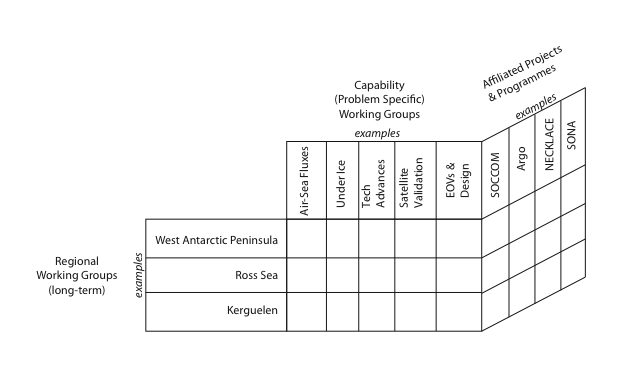 Affiliated Projects
& Programmes
examples
Capability
(Problem Specific)
Working Groups
examples
Air-Sea Fluxes
Under Ice
Tech
Advances
Satellite
Validation
EOVs &
Design
SOCCOM
Argo
NECKLACE
SONA
Regional
Working Groups
(long-term)
examples
West Antarctic Peninsula
Ross Sea
Kerguelen